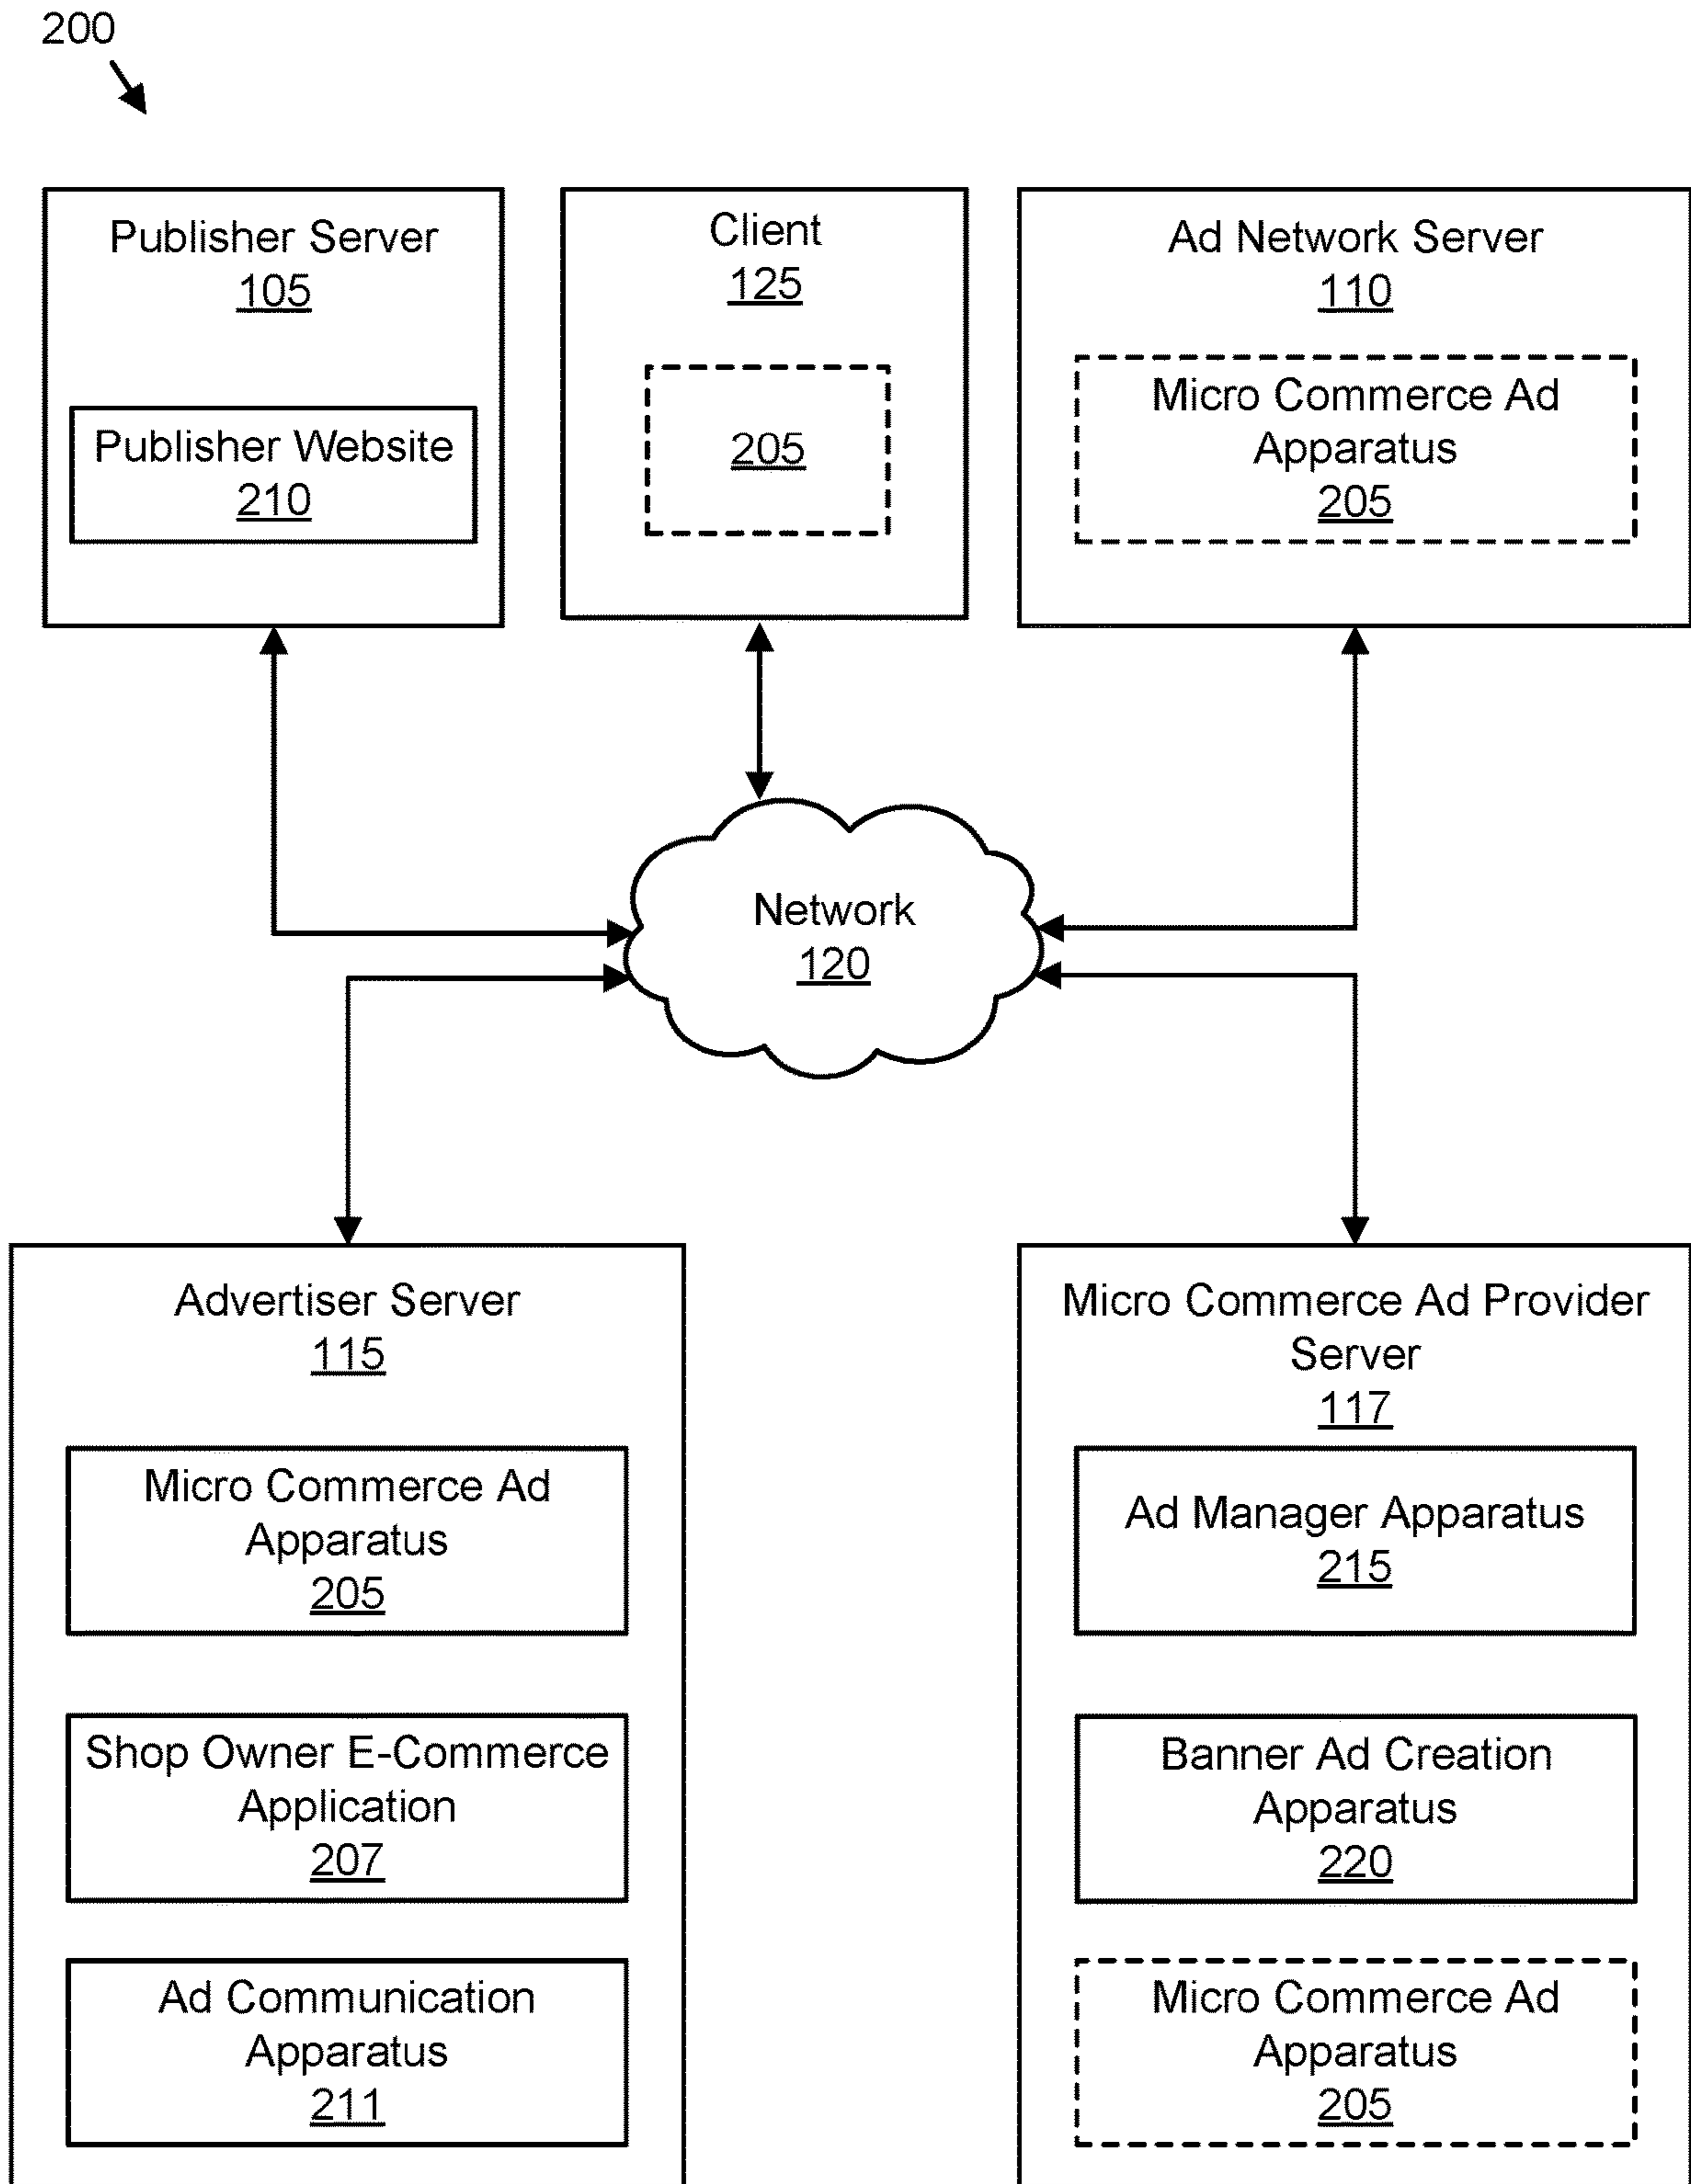 200
Publisher Server
105
Publisher Website
210
Client
125
205
Ad Network Server
110
Micro Commerce Ad
Apparatus
205
Network
120
Advertiser Server
115
Micro Commerce Ad
Apparatus
205
Shop Owner E-Commerce
Application
207
Ad Communication
Apparatus
211
Micro Commerce Ad Provider
Server
117
Ad Manager Apparatus
215
Banner Ad Creation
Apparatus
220
Micro Commerce Ad
Apparatus
205